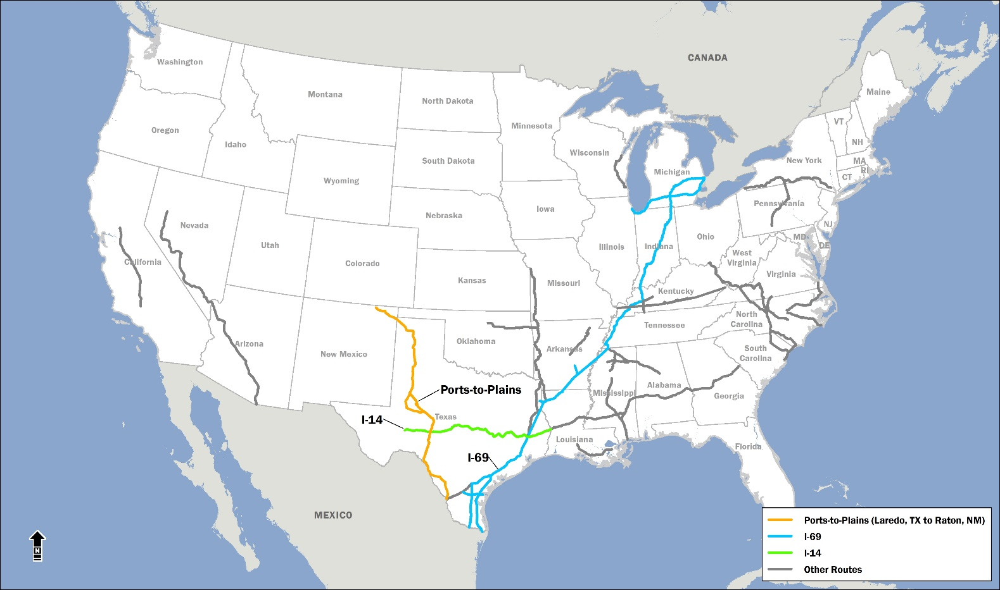 CANADA
Washington
Montana
North Dakota
Minnesota
Maine
VT
NH
Oregon
Idaho
Wisconsin
New York
MA
RI
CT
South Dakota
Michigan
Wyoming
Iowa
Pennsylvania
Nebraska
Nevada
NJ
Utah
Colorado
Illinois
Indiana
Ohio
MD
DE
West
Virginia
California
Kansas
Missouri
Virginia
Kentucky
North
Carolina
Tennessee
Arizona
New Mexico
Oklahoma
Arkansas
South
Carolina
Ports-to-Plains
Mississippi
Alabama
Georgia
I-14
Texas
Louisiana
Florida
I-69
MEXICO
N
Ports-to-Plains (Laredo, TX to Raton, NM)
I-69
I-14
Other Routes